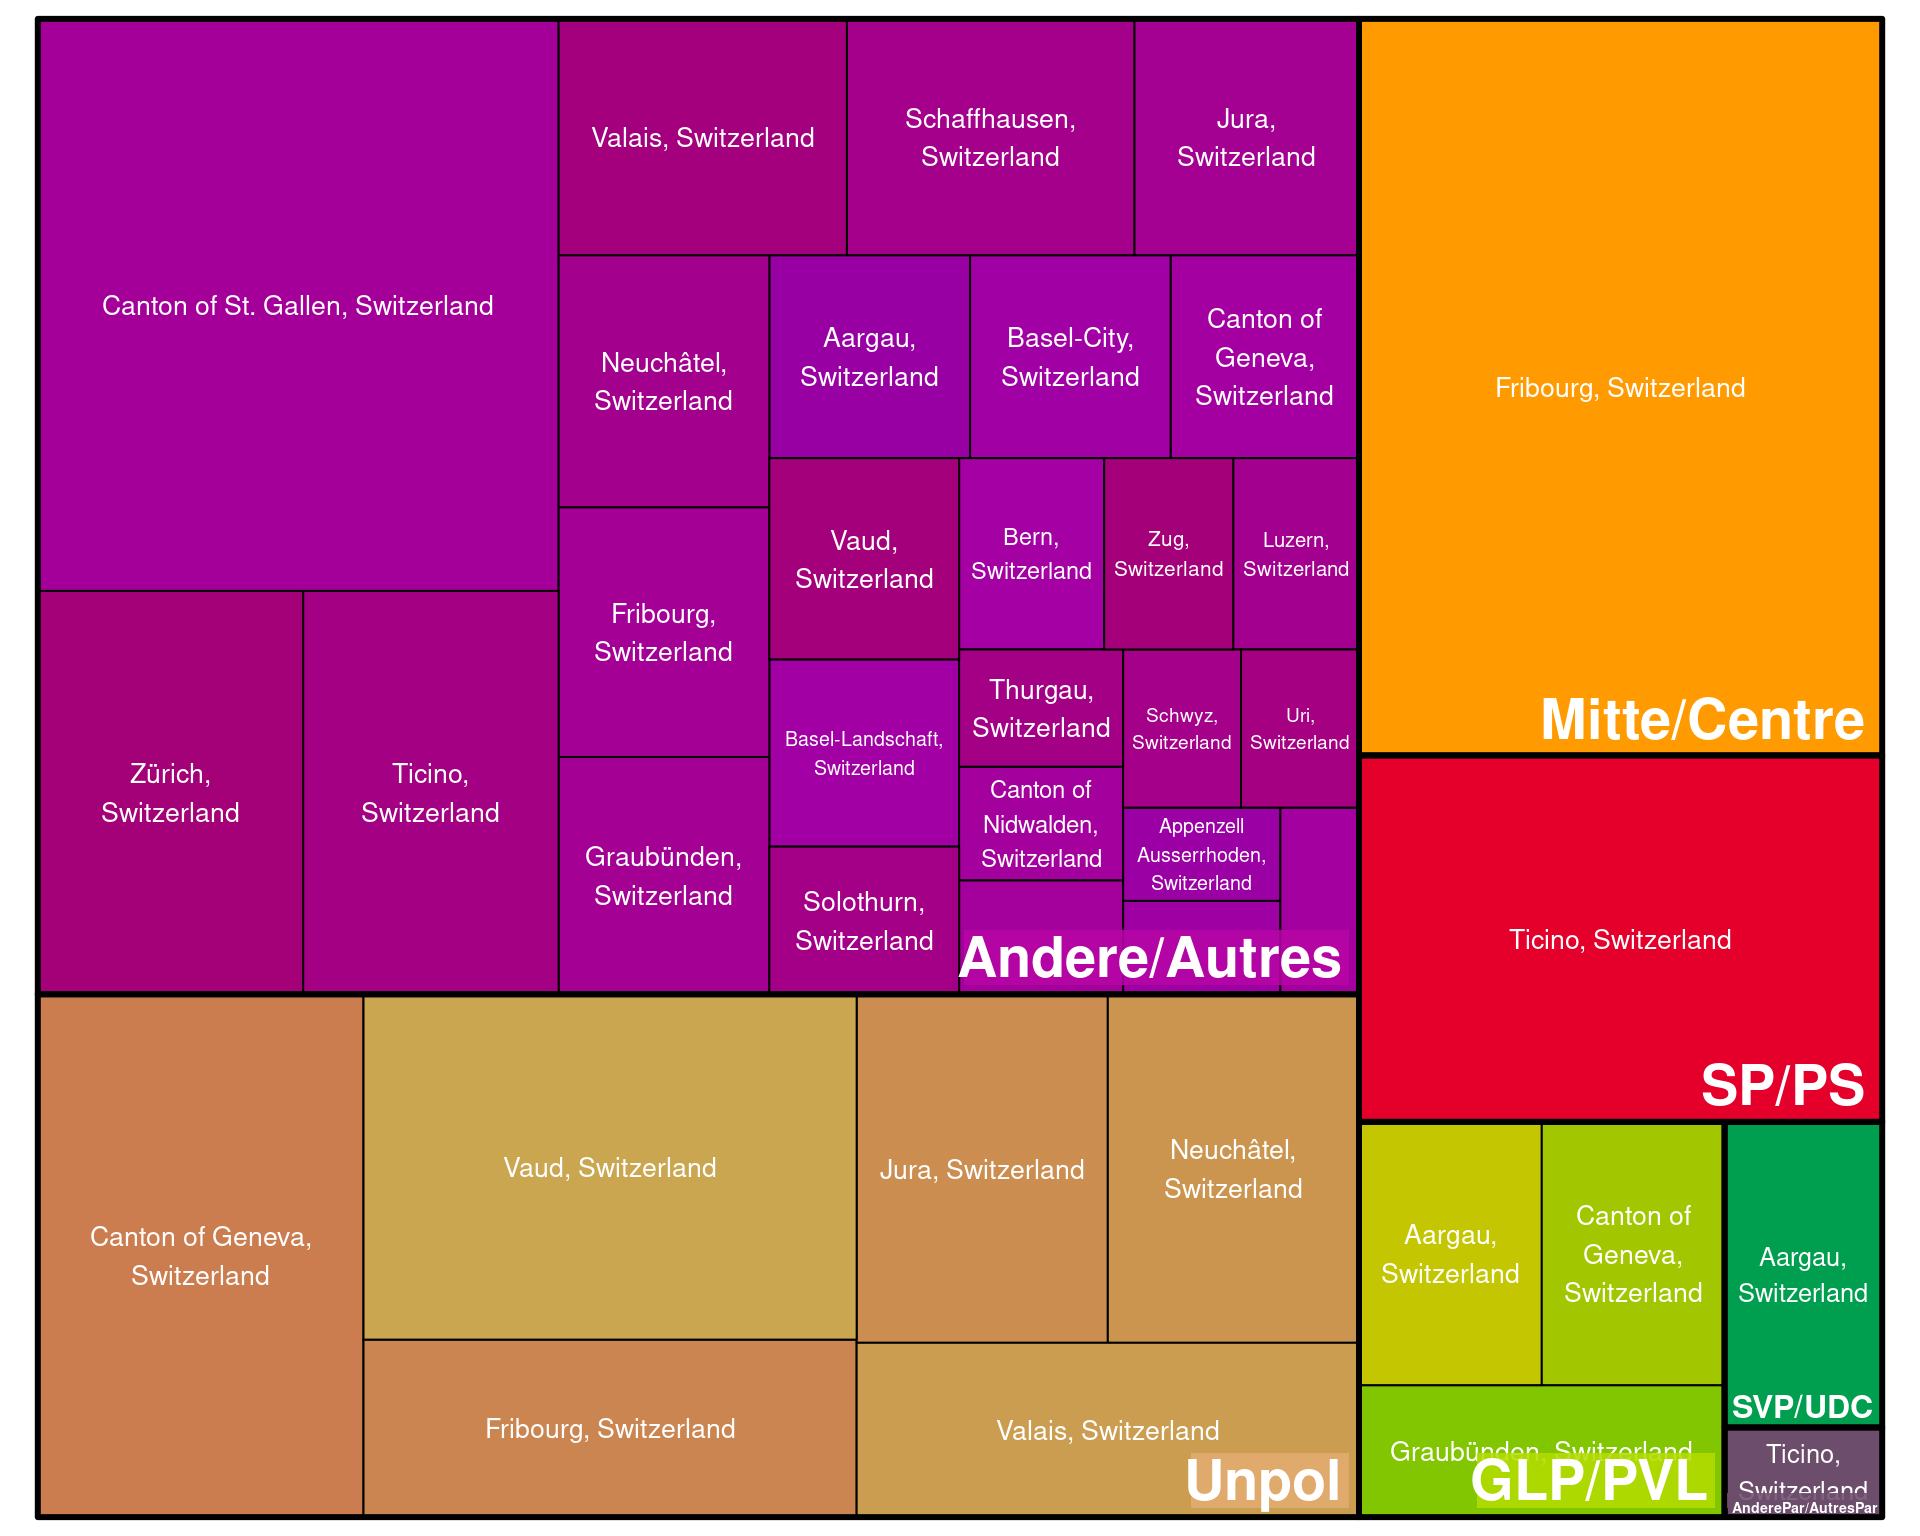 Canton of St. Gallen, Switzerland
Valais, Switzerland
Schaffhausen,
Switzerland
Jura,
Switzerland
Neuchâtel,
Switzerland
Aargau,
Switzerland
Basel-City,
Switzerland
Canton of
Geneva,
Switzerland
Fribourg,
Switzerland
Vaud,
Switzerland
Bern,
Switzerland
Zug,
Switzerland
Luzern,
Switzerland
Zürich,
Switzerland
Ticino,
Switzerland
Graubünden,
Switzerland
Basel-Landschaft,
Switzerland
Solothurn,
Switzerland
Thurgau,
Switzerland
Schwyz,
Switzerland
Uri,
Switzerland
Canton of
Nidwalden,
Switzerland
Appenzell
Ausserrhoden,
Switzerland
Andere/Autres
Fribourg, Switzerland
Mitte/Centre
Ticino, Switzerland
SP/PS
Canton of Geneva,
Switzerland
Vaud, Switzerland
Jura, Switzerland
Neuchâtel,
Switzerland
Fribourg, Switzerland
Valais, Switzerland
Unpol
Aargau,
Switzerland
Canton of
Geneva,
Switzerland
Graubünden, Switzerland
GLP/PVL
Aargau,
Switzerland
SVP/UDC
Ticino,
Switzerland
AnderePar/AutresPar